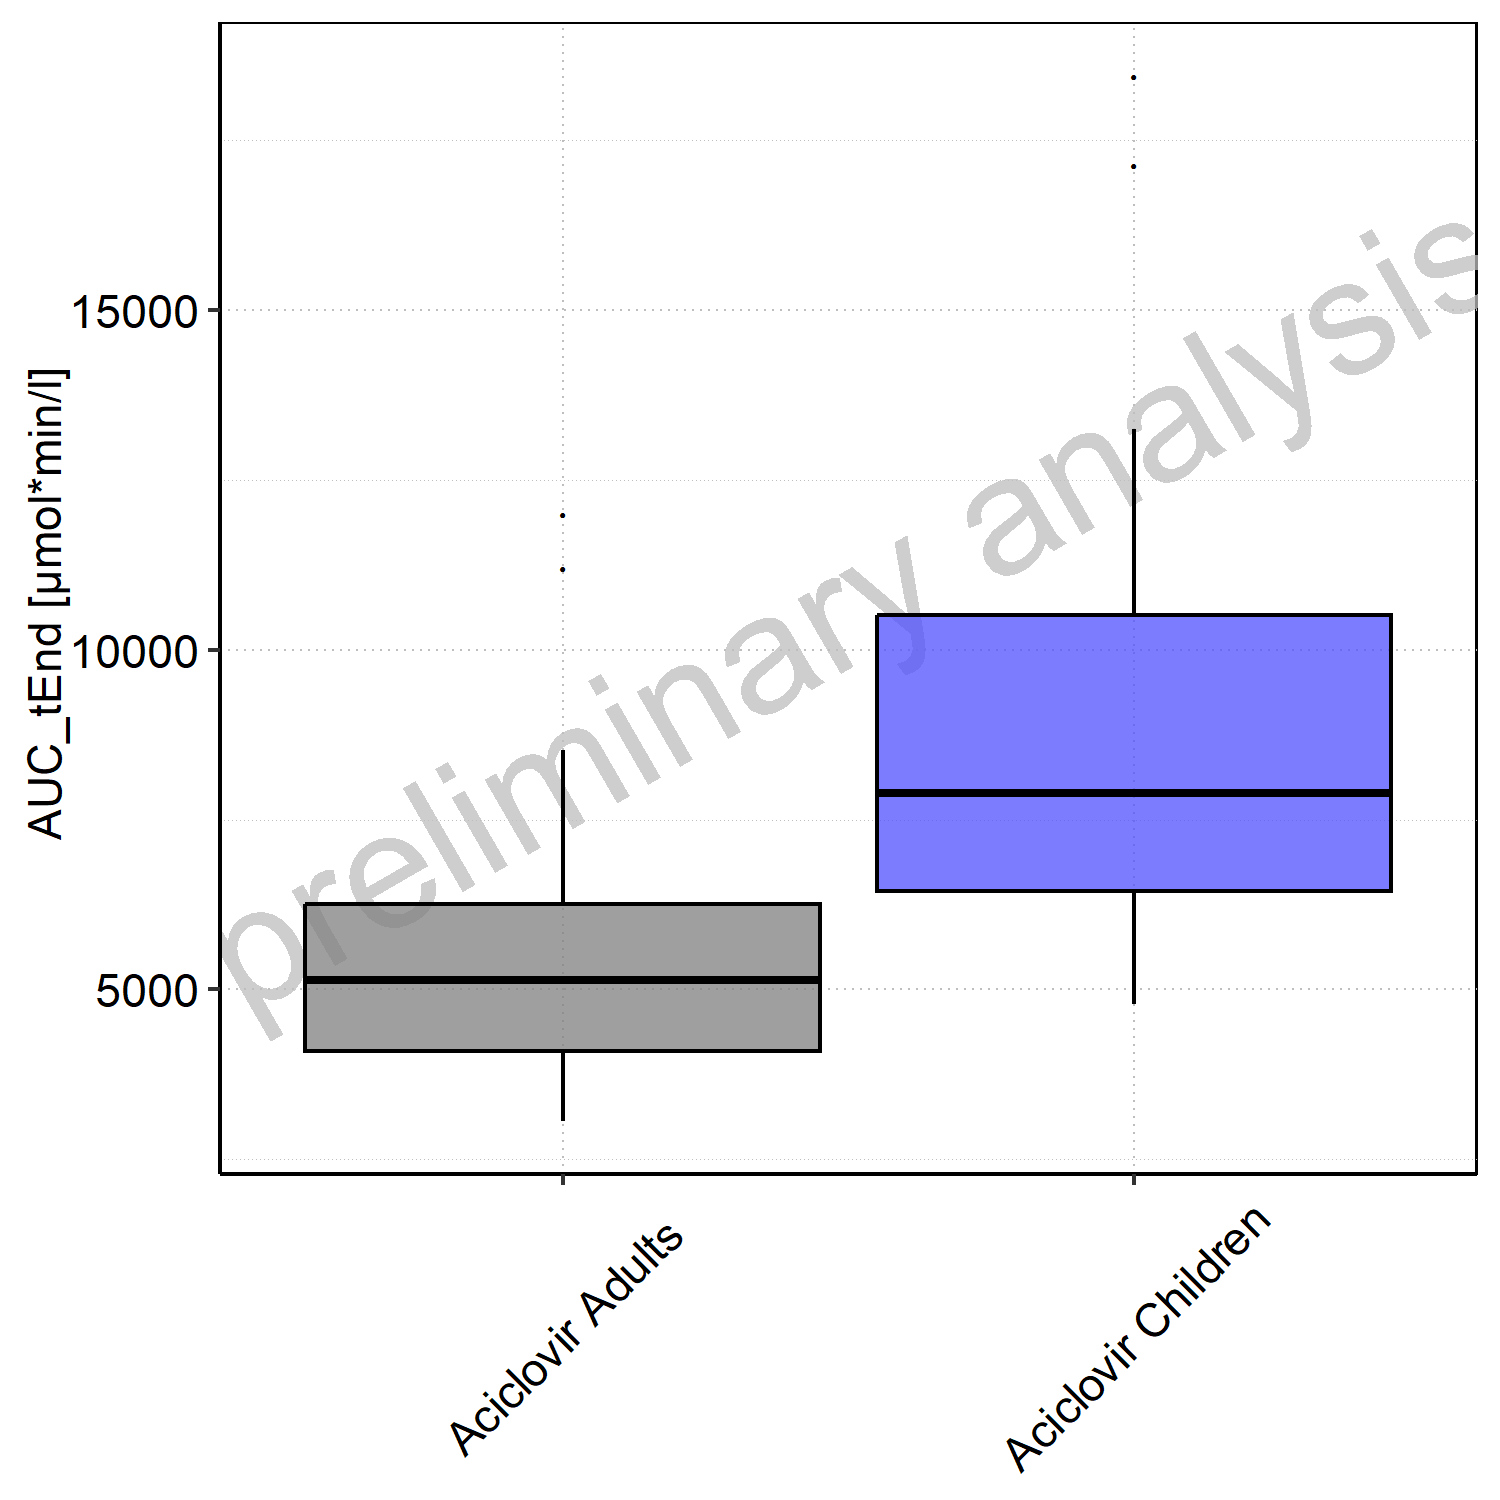 15000
10000
5000
AUC_tEnd [µmol*min/l]
preliminary analysis
Aciclovir Adults
Aciclovir Children